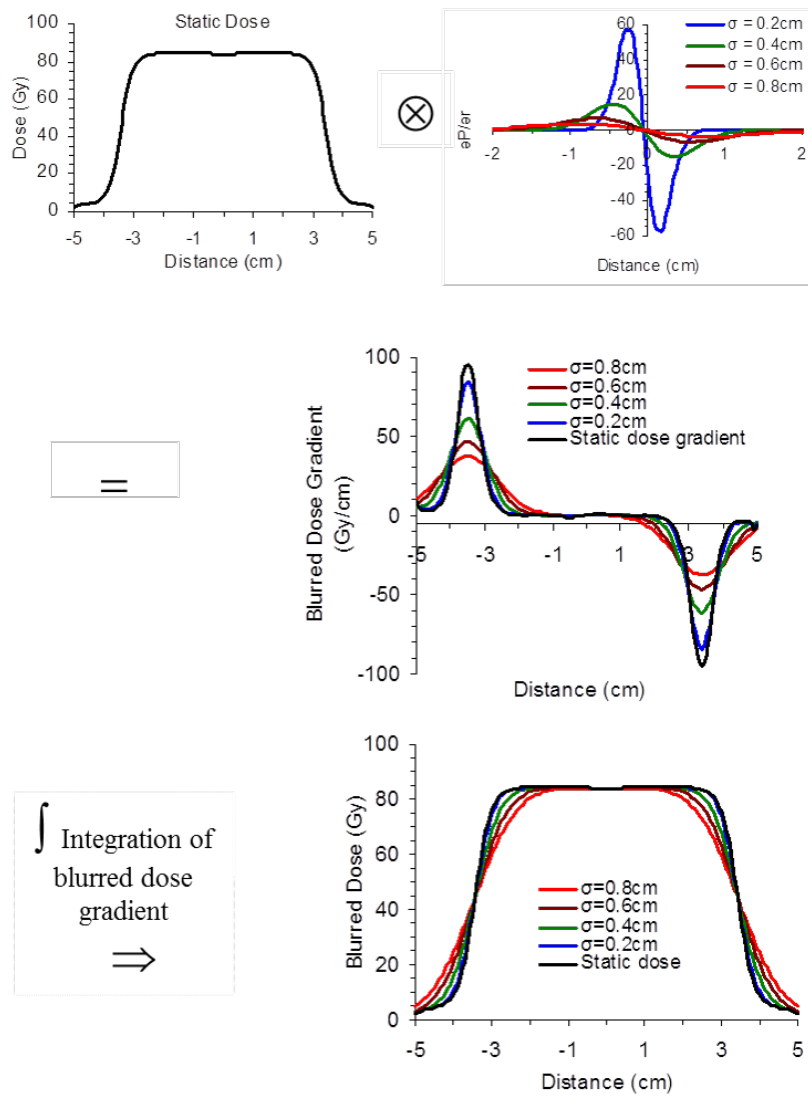 Static Dose
100
80
60
40
20
0
Dose (Gy)
-5 -3 -1 1 3 5
Distance (cm)
⊗
60
40
20
0
-20
-40
-60
∂P/∂r
σ = 0.2cm
σ = 0.4cm
σ = 0.6cm
σ = 0.8cm
-2 -1 0 1 2
Distance (cm)
=
100
50
0
-50
-100
Blurred Dose Gradient
(Gy/cm)
σ=0.8cm
σ=0.6cm
σ=0.4cm
σ=0.2cm
Static dose gradient
-5 -3 -1 1 3 5
Distance (cm)
∫ Integration of
blurred dose
gradient
⇒
100
80
60
40
20
0
Blurred Dose (Gy)
σ=0.8cm
σ=0.6cm
σ=0.4cm
σ=0.2cm
Static dose
-5 -3 -1 1 3 5
Distance (cm)